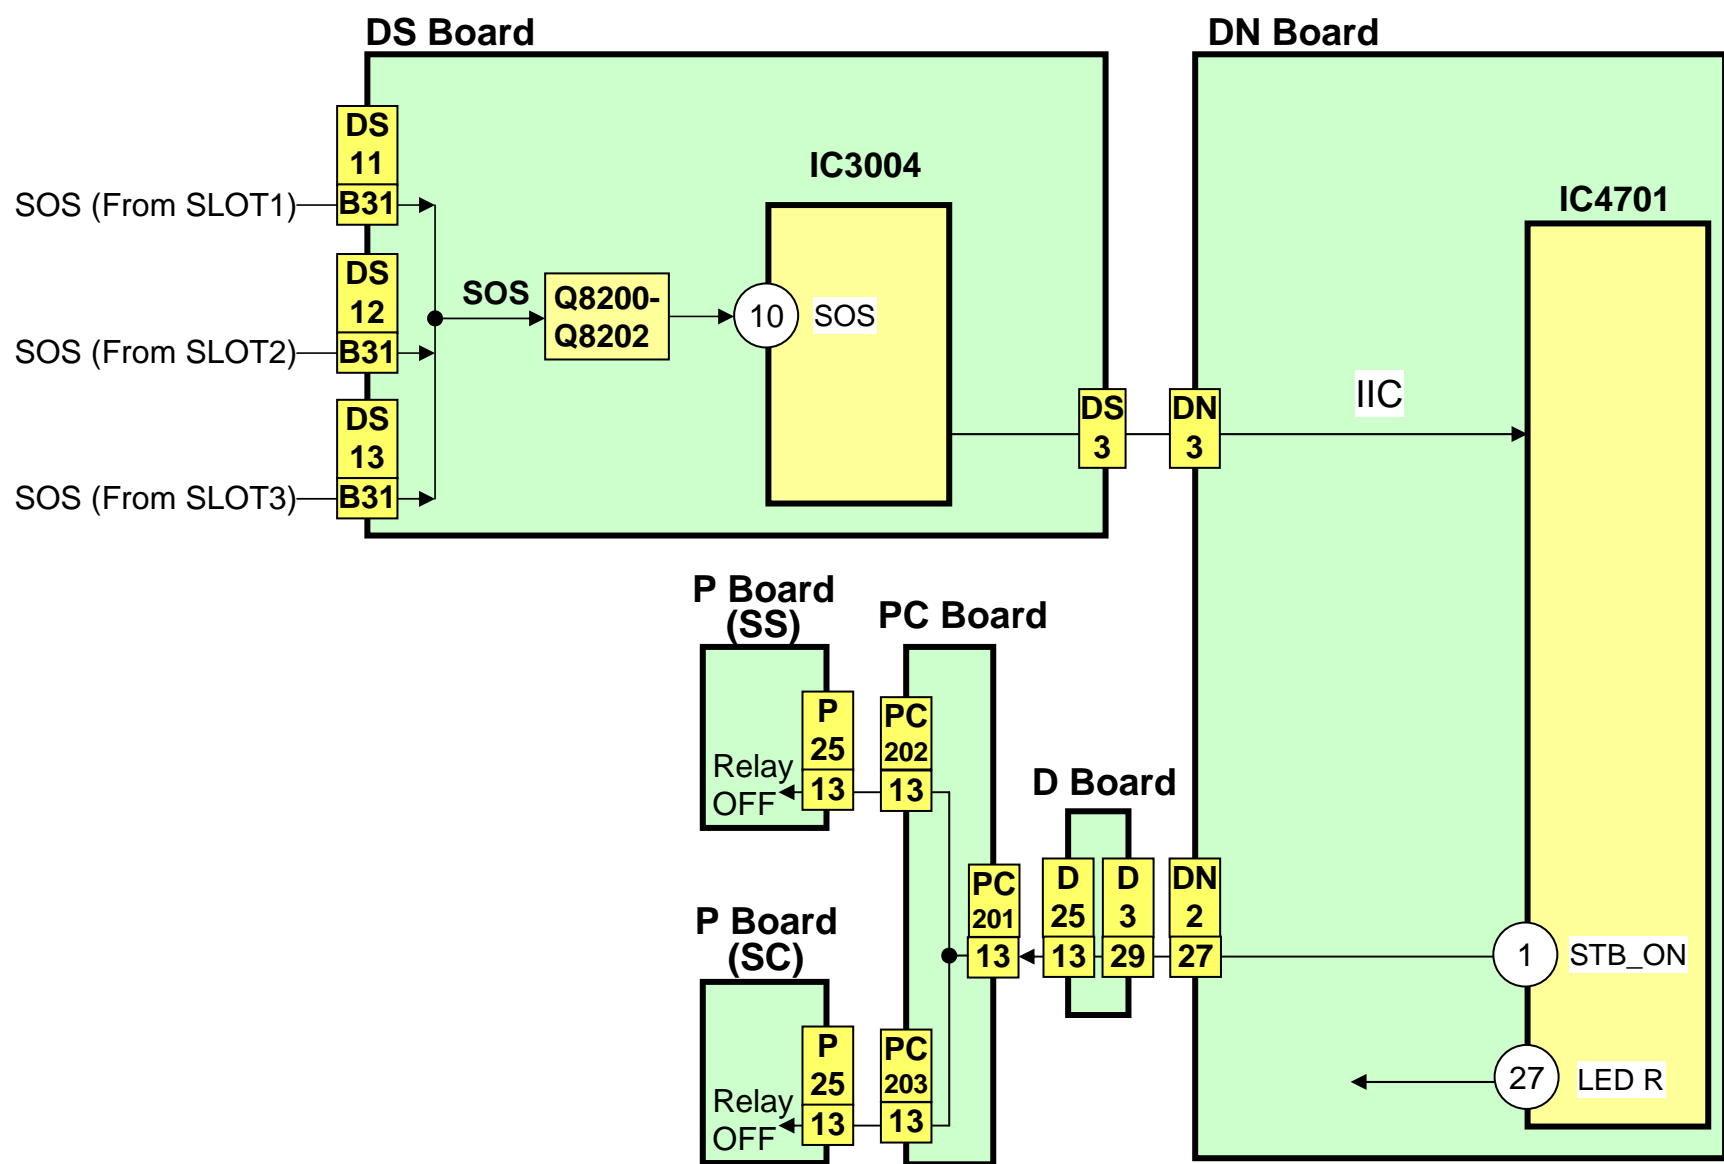 DS Board
DN Board
DS
11
B31
SOS (From SLOT1)
DS
12
B31
SOS (From SLOT2)
DS
13
B31
SOS (From SLOT3)
SOS
Q8200-
Q8202
IC3004
10 SOS
DS
3
DN
3
IIC
IC4701
P Board
(SS)
P
25
13
Relay
OFF
PC Board
PC
202
13
PC
201
13
PC
203
13
D Board
D
25
13
D
3
29
DN
2
27
1 STB_ON
27 LED R
P Board
(SC)
P
25
13
Relay
OFF